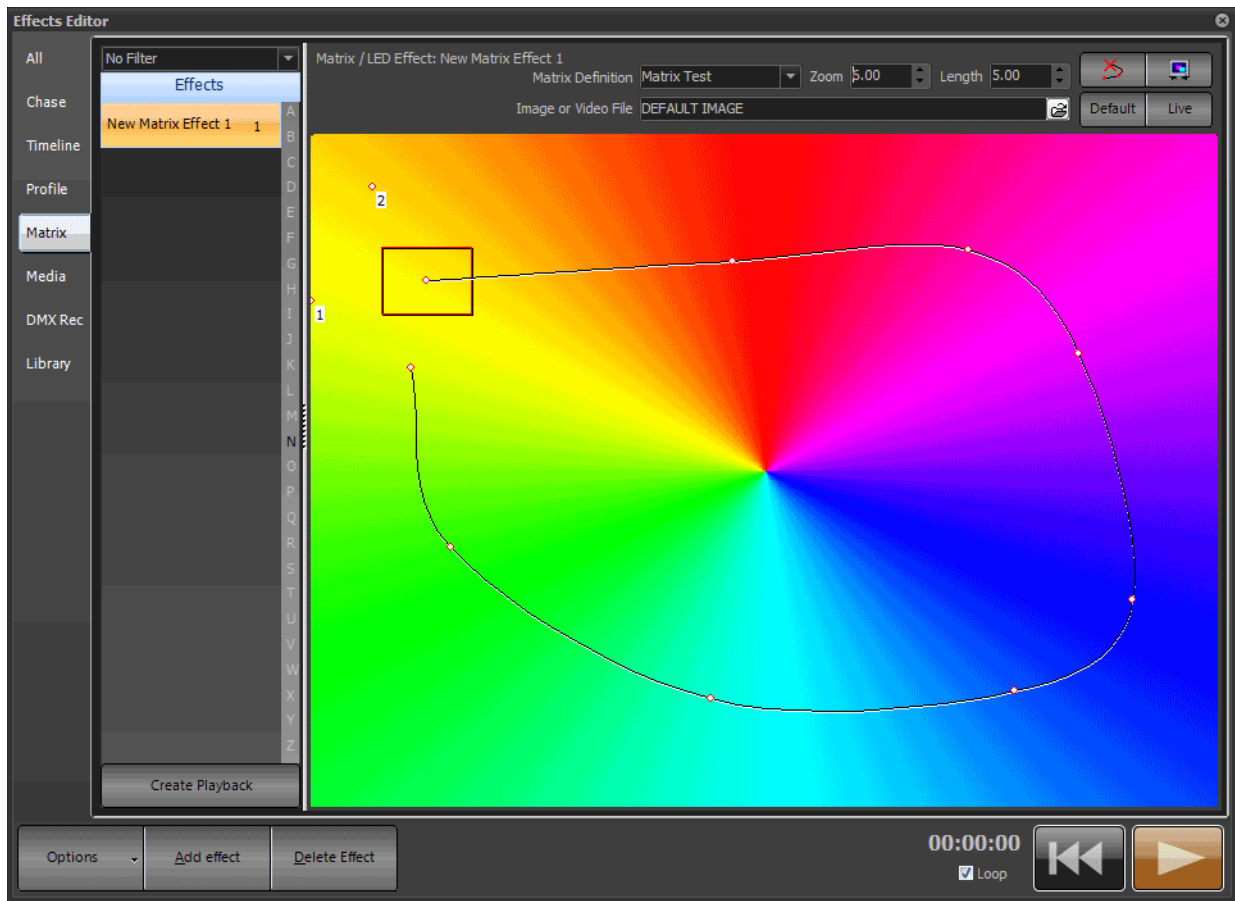 Effects Editor
All
Chase
Timeline
Profile
Matrix
Media
DMX Rec
Library
No Filter
Effects
New Matrix Effect 1 1
A
B
C
D
E
F
G
H
I
J
K
L
M
N
O
P
Q
R
S
T
U
V
W
X
Y
Z
Create Playback
Matrix / LED Effect: New Matrix Effect 1
Matrix Definition Matrix Test Zoom 5.00 Length 5.00
Image or Video File DEFAULT IMAGE Default Live
2
1
Options Add effect Delete Effect
00:00:00
Loop